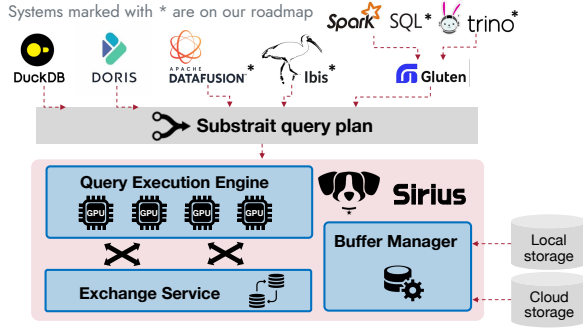 Systems marked with * are on our roadmap
Spark SQL*
trino*
DuckDB
DORIS
APACHE
DATAFUSION*
Ibis*
Gluten
Substrait query plan
Query Execution Engine
GPU GPU GPU GPU
Sirius
Buffer Manager
Exchange Service
Local
storage
Cloud
storage